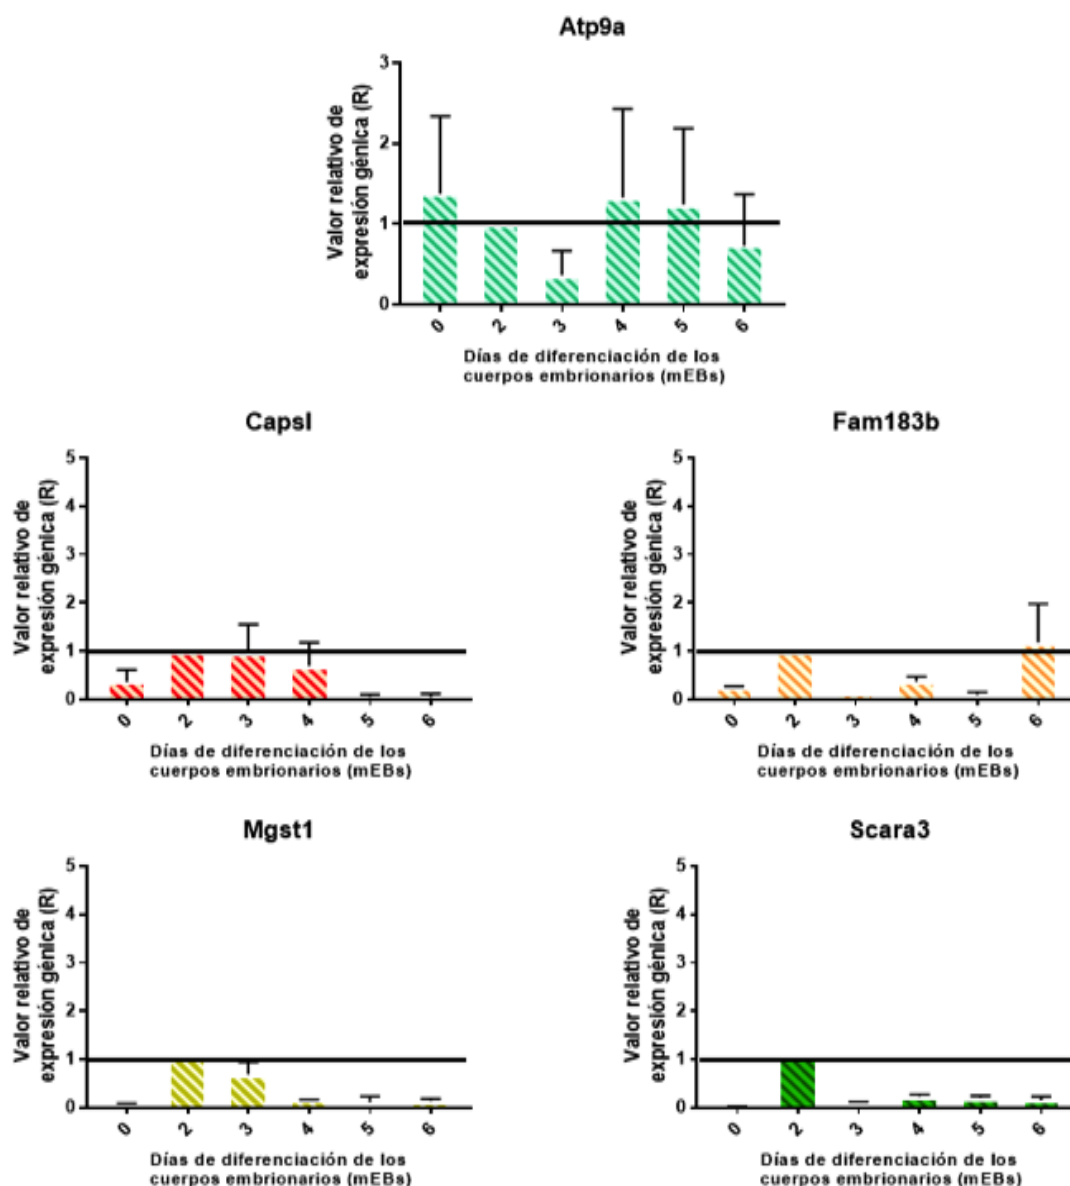 Atp9a
Valor relativo de
expresión génica (R)
3
2
1
0
0 2 3 4 5 6
Días de diferenciación de los
cuerpos embrionarios (mEBs)
Capsl
Valor relativo de
expresión génica (R)
5
4
3
2
1
0
0 2 3 4 5 6
Días de diferenciación de los
cuerpos embrionarios (mEBs)
Fam183b
Valor relativo de
expresión génica (R)
5
4
3
2
1
0
0 2 3 4 5 6
Días de diferenciación de los
cuerpos embrionarios (mEBs)
Mgst1
Valor relativo de
expresión génica (R)
5
4
3
2
1
0
0 2 3 4 5 6
Días de diferenciación de los
cuerpos embrionarios (mEBs)
Scara3
Valor relativo de
expresión génica (R)
5
4
3
2
1
0
0 2 3 4 5 6
Días de diferenciación de los
cuerpos embrionarios (mEBs)